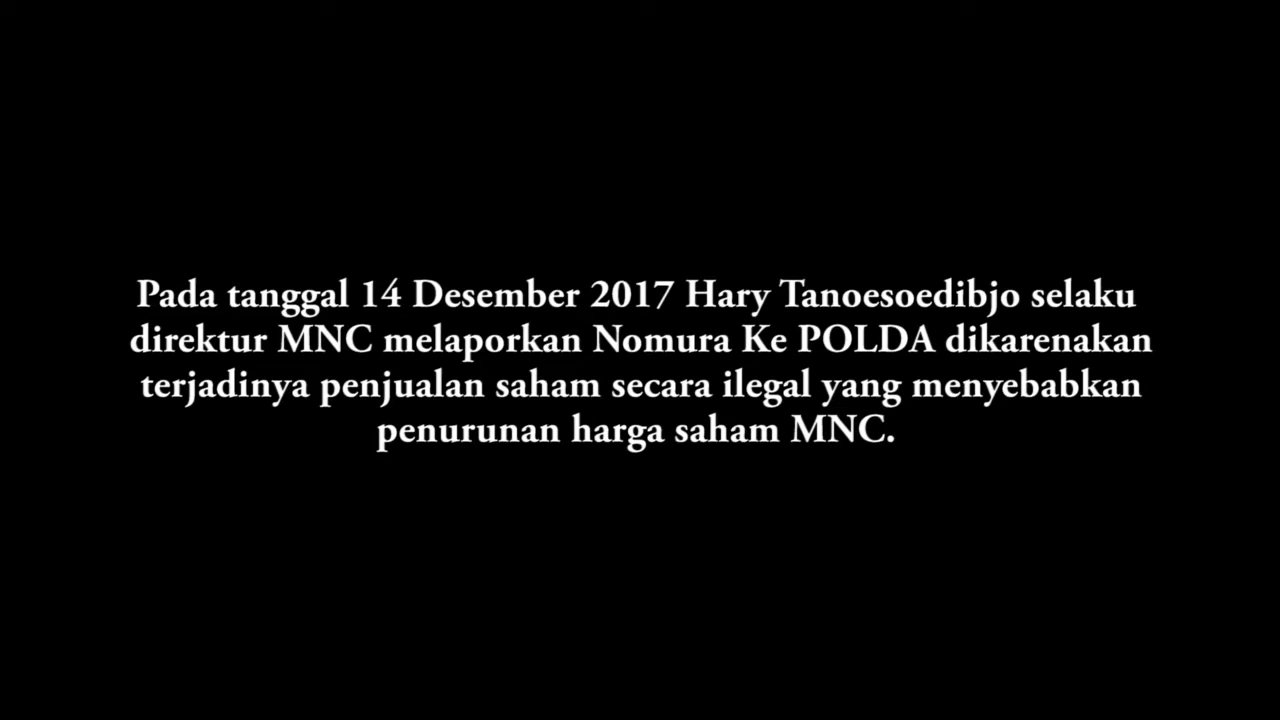 Pada tanggal 14 Desember 2017 Hary Tanoesoedibjo selaku
direktur MNC melaporkan Nomura Ke POLDA dikarenakan
terjadinya penjualan saham secara ilegal yang menyebabkan
penurunan harga saham MNC.